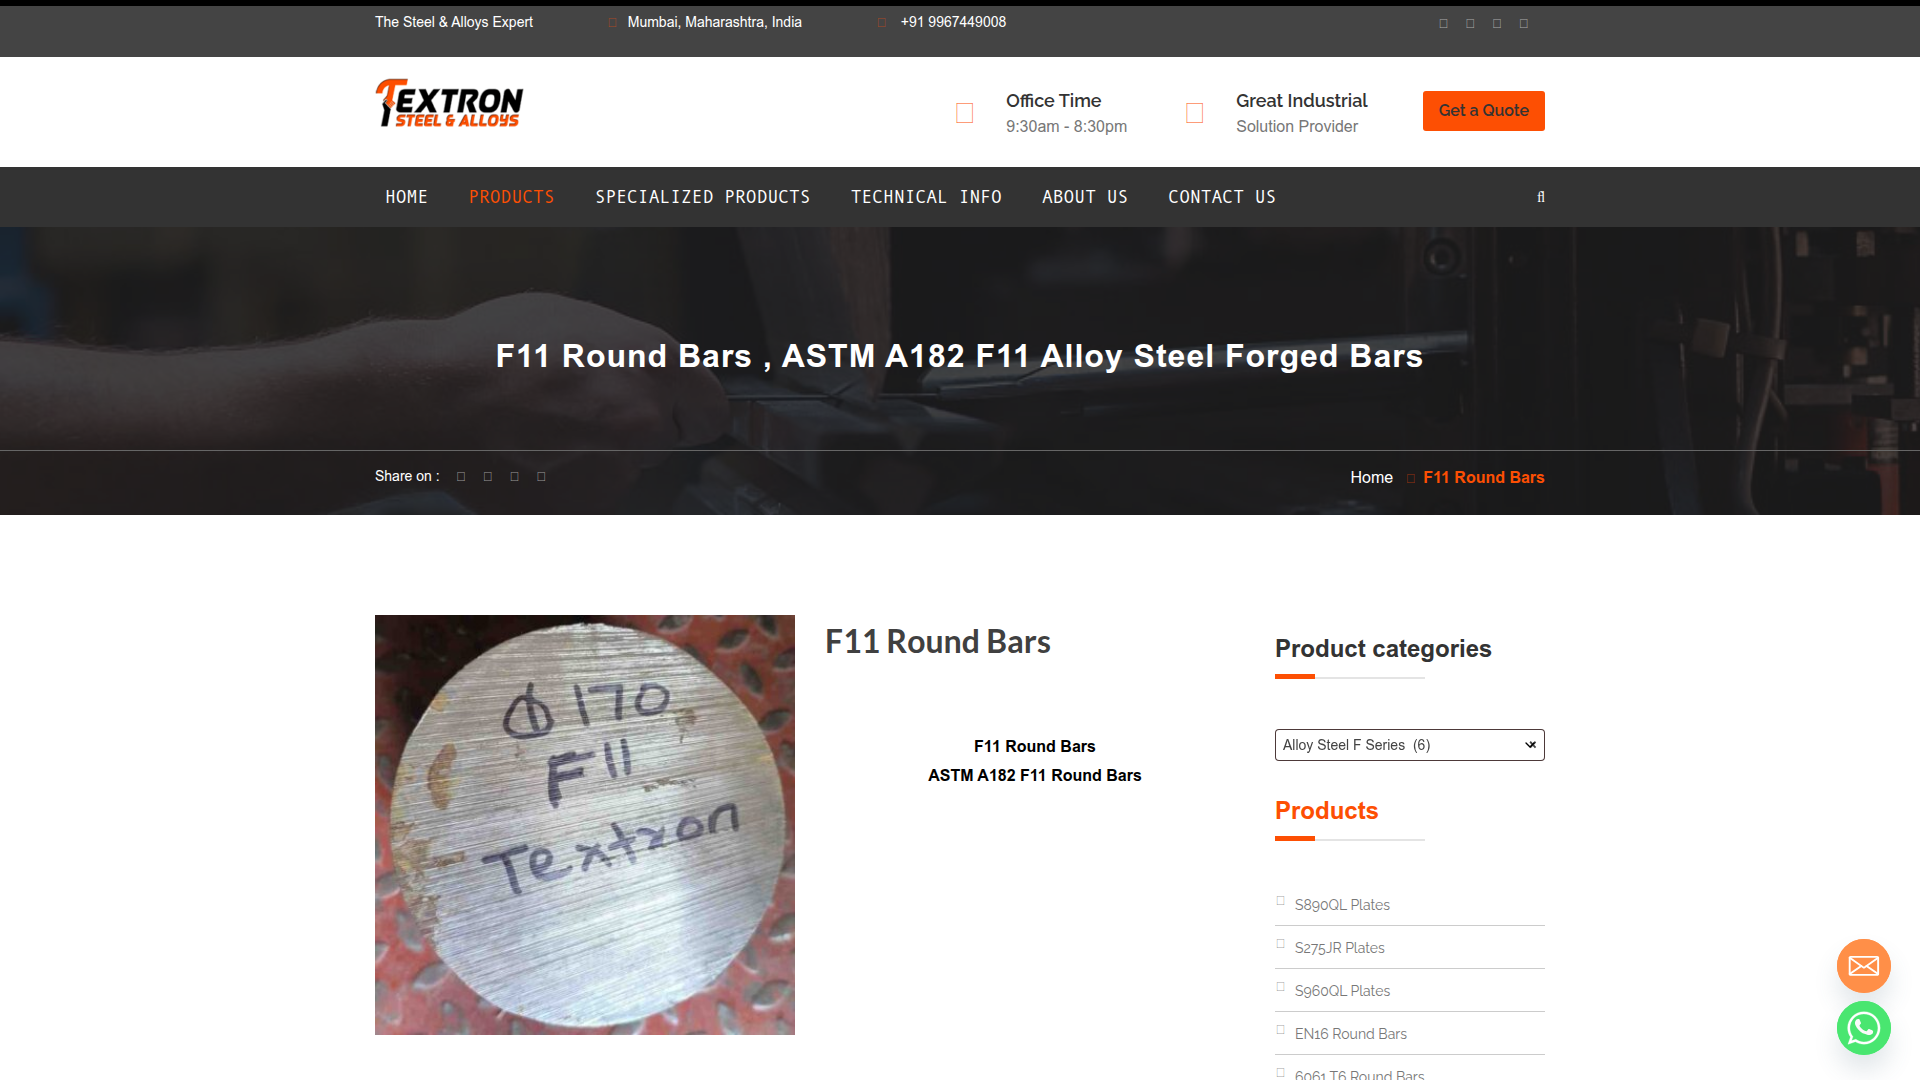 The Steel & Alloys Expert
Mumbai, Maharashtra, India
+91 9967449008
TEXTRON
STEEL & ALLOYS
Office Time
9:30am - 8:30pm
Great Industrial
Solution Provider
Get a Quote
HOME
PRODUCTS
SPECIALIZED PRODUCTS
TECHNICAL INFO
ABOUT US
CONTACT US
F11 Round Bars , ASTM A182 F11 Alloy Steel Forged Bars
Share on :
Home
F11 Round Bars
Φ 170
F11
Textron
F11 Round Bars
F11 Round Bars
ASTM A182 F11 Round Bars
Product categories
Alloy Steel F Series (6)
Products
S890QL Plates
S275JR Plates
S960QL Plates
EN16 Round Bars
6061 T6 Round Bars